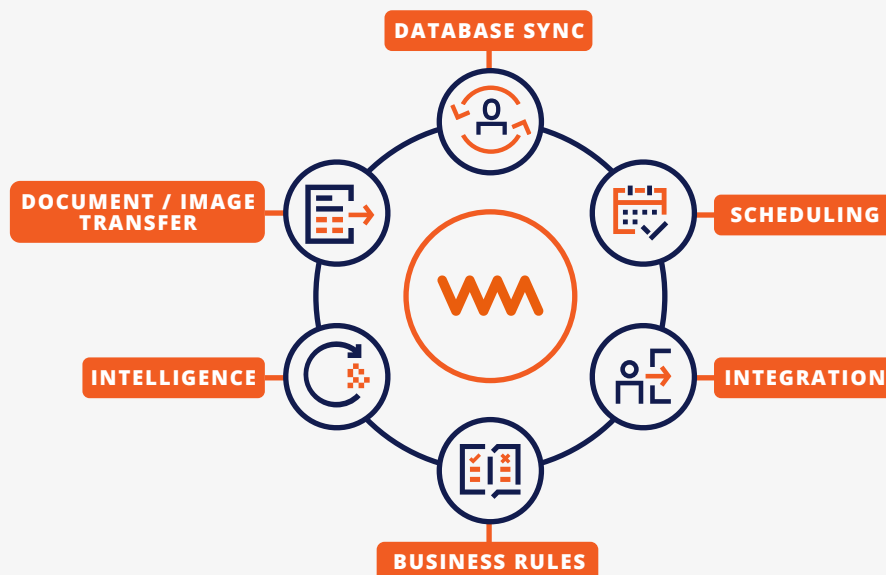 DATABASE SYNC
DOCUMENT / IMAGE
TRANSFER
SCHEDULING
INTELLIGENCE
INTEGRATION
BUSINESS RULES